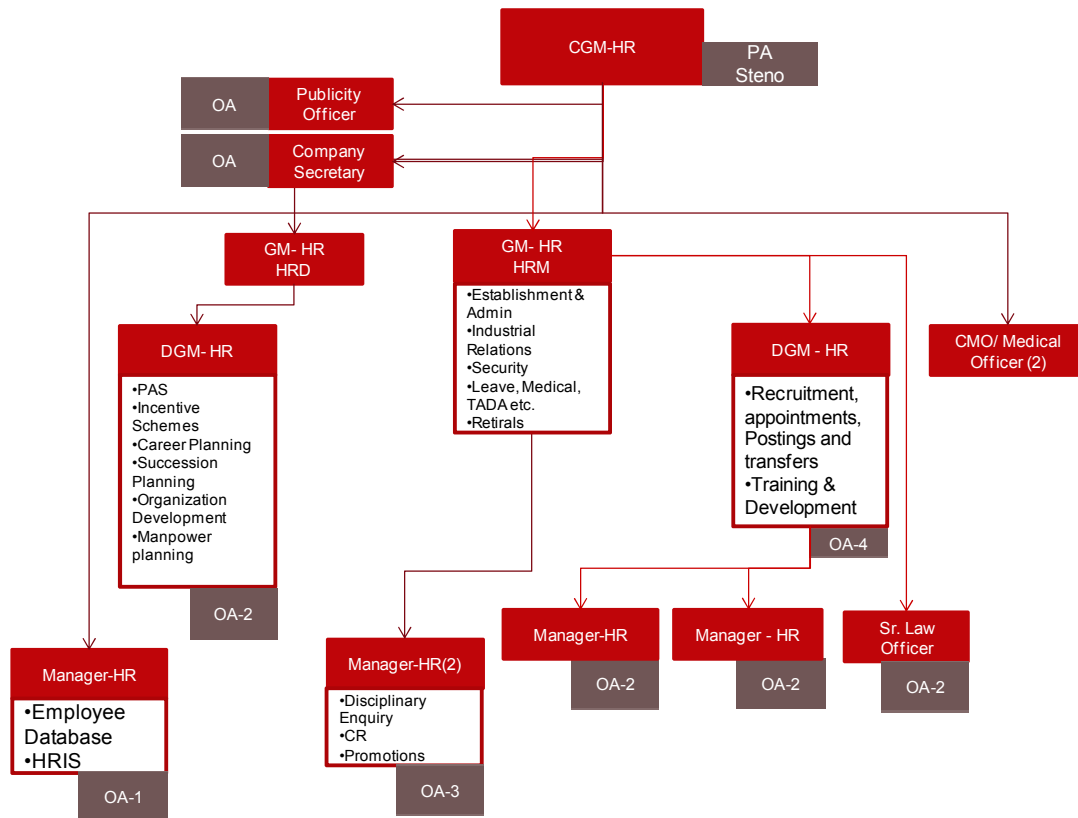 CGM-HR
PA
Steno
OA
Publicity
Officer
OA
Company
Secretary
GM- HR
HRD
GM- HR
HRM
•Establishment &
Admin
•Industrial
Relations
•Security
•Leave, Medical,
TADA etc.
•Retirals
DGM- HR
•PAS
•Incentive
Schemes
•Career Planning
•Succession
Planning
•Organization
Development
•Manpower
planning
OA-2
DGM - HR
•Recruitment,
appointments,
Postings and
transfers
•Training &
Development
OA-4
CMO/ Medical
Officer (2)
Manager-HR
•Employee
Database
•HRIS
OA-1
Manager-HR(2)
•Disciplinary
Enquiry
•CR
•Promotions
OA-3
Manager-HR
OA-2
Manager - HR
OA-2
Sr. Law
Officer
OA-2